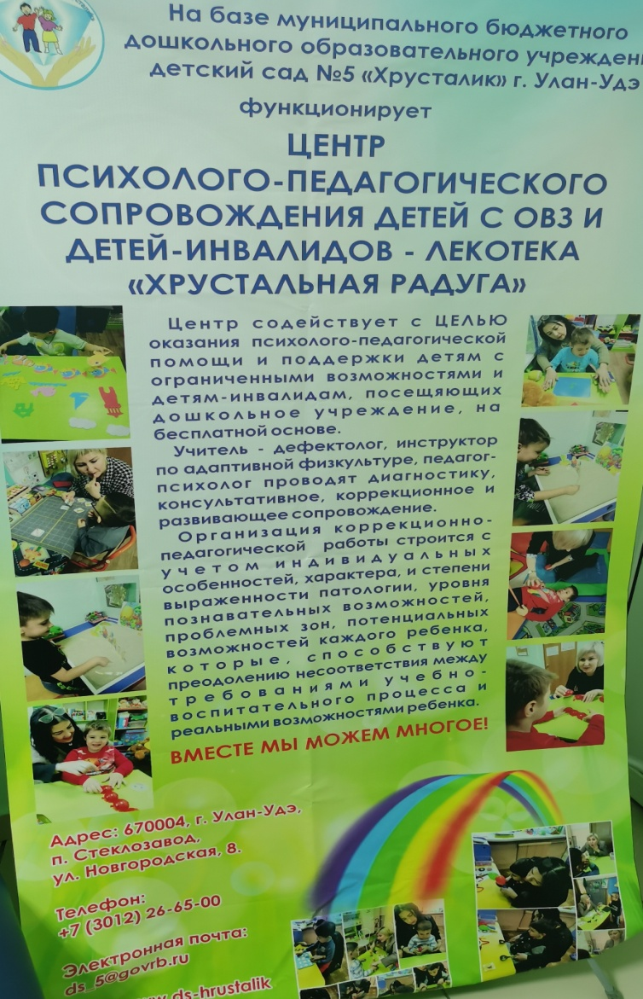 На базе муниципального бюджетного
дошкольного образовательного учрежден
детский сад №5 «Хрусталик» г. Улан-Удэ
функционирует
ЦЕНТР
ПСИХОЛОГО-ПЕДАГОГИЧЕСКОГО
СОПРОВОЖДЕНИЯ ДЕТЕЙ С ОВЗ И
ДЕТЕЙ-ИНВАЛИДОВ - ЛЕКОТЕКА
«ХРУСТАЛЬНАЯ РАДУГА»
Центр содействует с ЦЕЛЬЮ
оказания психолого-педагогической
помощи и поддержки детям с
ограниченными возможностями и
детям-инвалидам, посещяющих
дошкольное учреждение, на
бесплатной основе.
Учитель - дефектолог, инструктор
по адаптивной физкультуре, педагог-
психолог проводят диагностику,
консультативное, коррекционное и
развивающее сопровождение.
Организация коррекционно-
педагогической работы строится с
учетом индивидуальных
особенностей, характера, и степени
выраженности патологии, уровня
познавательных возможностей,
проблемных зон, потенциальных
возможностей каждого ребенка,
которые, способствуют
преодолению несоответствия между
требованиями учебно-
воспитательного процесса и
реальными возможностями ребенка.
ВМЕСТЕ МЫ МОЖЕМ МНОГОЕ!
Адрес: 670004, г. Улан-Удэ,
п. Стеклозавод,
ул. Новгородская, 8.
Телефон:
+7 (3012) 26-65-00
Электронная почта:
ds_5@govrb.ru
www.ds-hrustalik